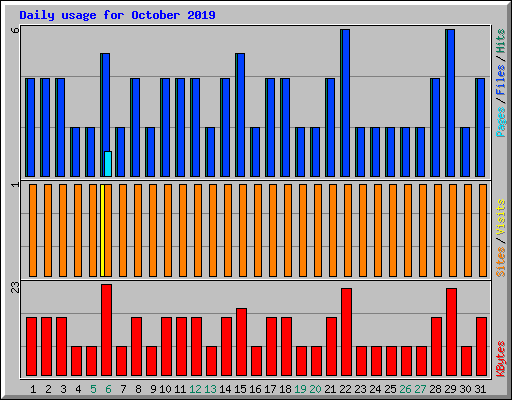 Daily usage for October 2019
6
Pages/Files/Hits
1
Sites/Visits
23
KBytes
1 2 3 4 5 6 7 8 9 10 11 12 13 14 15 16 17 18 19 20 21 22 23 24 25 26 27 28 29 30 31